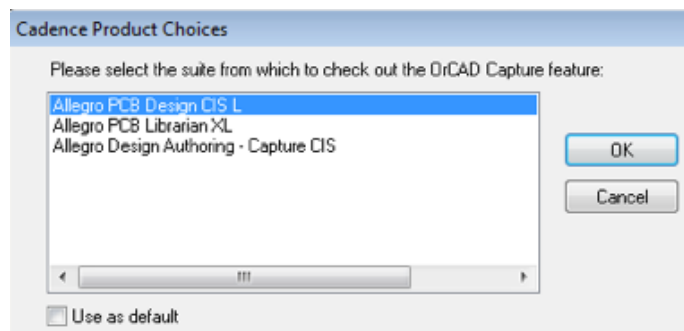 Cadence Product Choices
Please select the suite from which to check out the OrCAD Capture feature:
Allegro PCB Design CIS L
Allegro PCB Librarian XL
Allegro Design Authoring - Capture CIS
OK
Cancel
Use as default